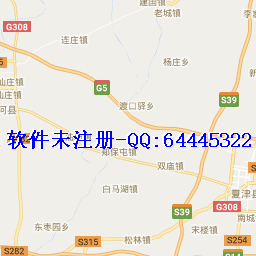 建国镇
老城镇
G308
连庄镇
杨庄乡
山庄镇
G5
渡口驿乡
S39
河县
软件未注册-QQ:64445322
郑保屯镇
双庙镇
白马湖镇
夏津县
S39
G308
东枣园乡
南城
宋楼镇
S315
松林镇
S254
S282
S14